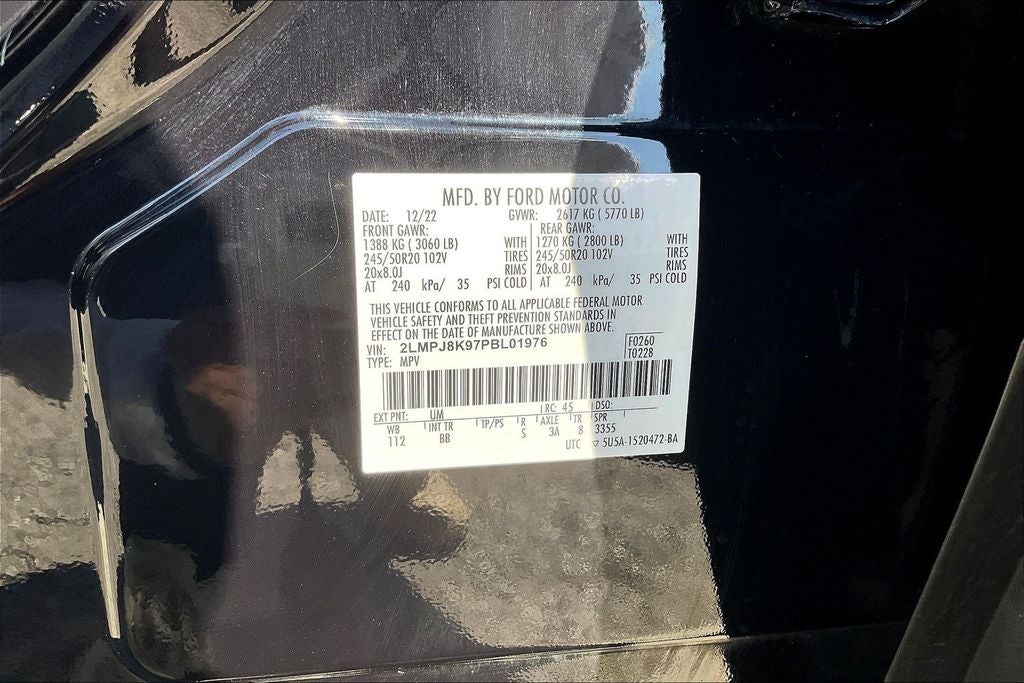 MFD. BY FORD MOTOR CO.
DATE: 12/22 GVWR: 2617 KG ( 5770 LB)
FRONT GAWR: REAR GAWR:
1388 KG ( 3060 LB) WITH 1270 KG ( 2800 LB) WITH
245/50R20 102V TIRES 245/50R20 102V TIRES
20x8.0J RIMS 20x8.0J RIMS
AT 240 kPa/ 35 PSI COLD AT 240 kPa/ 35 PSI COLD
THIS VEHICLE CONFORMS TO ALL APPLICABLE FEDERAL MOTOR
VEHICLE SAFETY AND THEFT PREVENTION STANDARDS IN
EFFECT ON THE DATE OF MANUFACTURE SHOWN ABOVE.
VIN: 2LMPJ8K97PBL01976 F0260
TYPE: MPV T0228
EXT PNT: UM RC: 45 DSO:
WB INT TR TP/PS R AXLE TR SPR
112 BB S 3A 8 3355
UTC ▽ 5U5A-1520472-BA